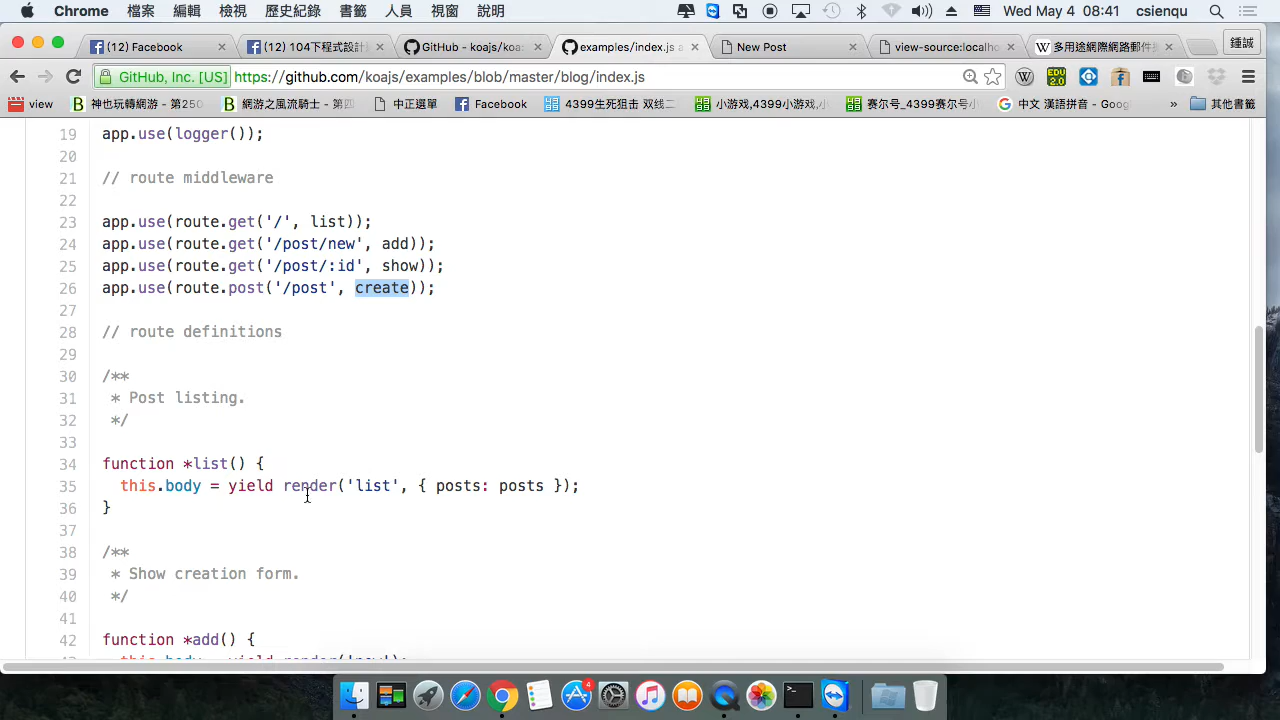 Chrome 檔案 編輯 檢視 歷史紀錄 書籤 人員 視窗 說明 Wed May 4 08:41 csienqu
(12) Facebook
(12) 104下程式設計
GitHub - koajs/koa:
examples/index.js a
New Post
view-source:localho
多用途網際網路郵件
鍾誠
GitHub, Inc. [US] https://github.com/koajs/examples/blob/master/blog/index.js
view
神也玩轉網游 - 第250
網游之風流騎士 - 第四
中正選單
Facebook
4399生死狙击 双线二
小游戏,4399小游戏,小
赛尔号_4399赛尔号小
中文 漢語拼音 - Goog
»
其他書籤
19 app.use(logger());
20
21 // route middleware
22
23 app.use(route.get('/', list));
24 app.use(route.get('/post/new', add));
25 app.use(route.get('/post/:id', show));
26 app.use(route.post('/post', create));
27
28 // route definitions
29
30 /**
31 * Post listing.
32 */
33
34 function *list() {
35 this.body = yield render('list', { posts: posts });
36 }
37
38 /**
39 * Show creation form.
40 */
41
42 function *add() {
4